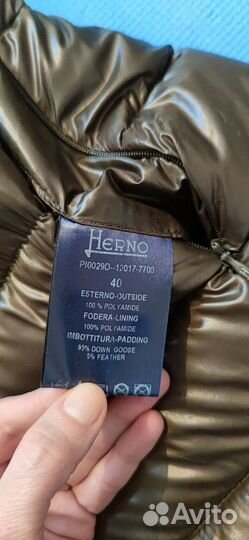 HERNO
PI0029D--12017-7700
40
ESTERNO-OUTSIDE
100 % POLYAMIDE
FODERA-LINING
100% POLYAMIDE
IMBOTTITURA-PADDING
95% DOWN GOOSE
5% FEATHER
Avito